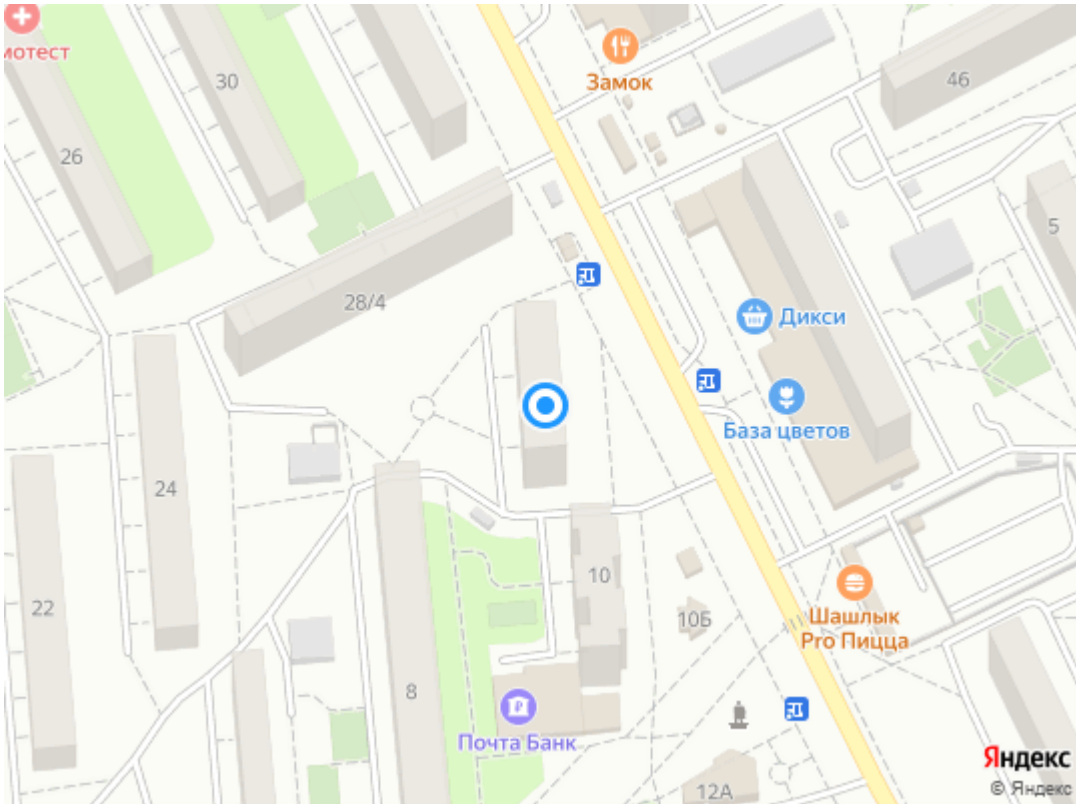 мотест
30
Замок
46
26
5
28/4
Дикси
База цветов
24
10
22
10Б
Шашлык
Pro Пицца
8
Почта Банк
12А
Яндекс
© Яндекс